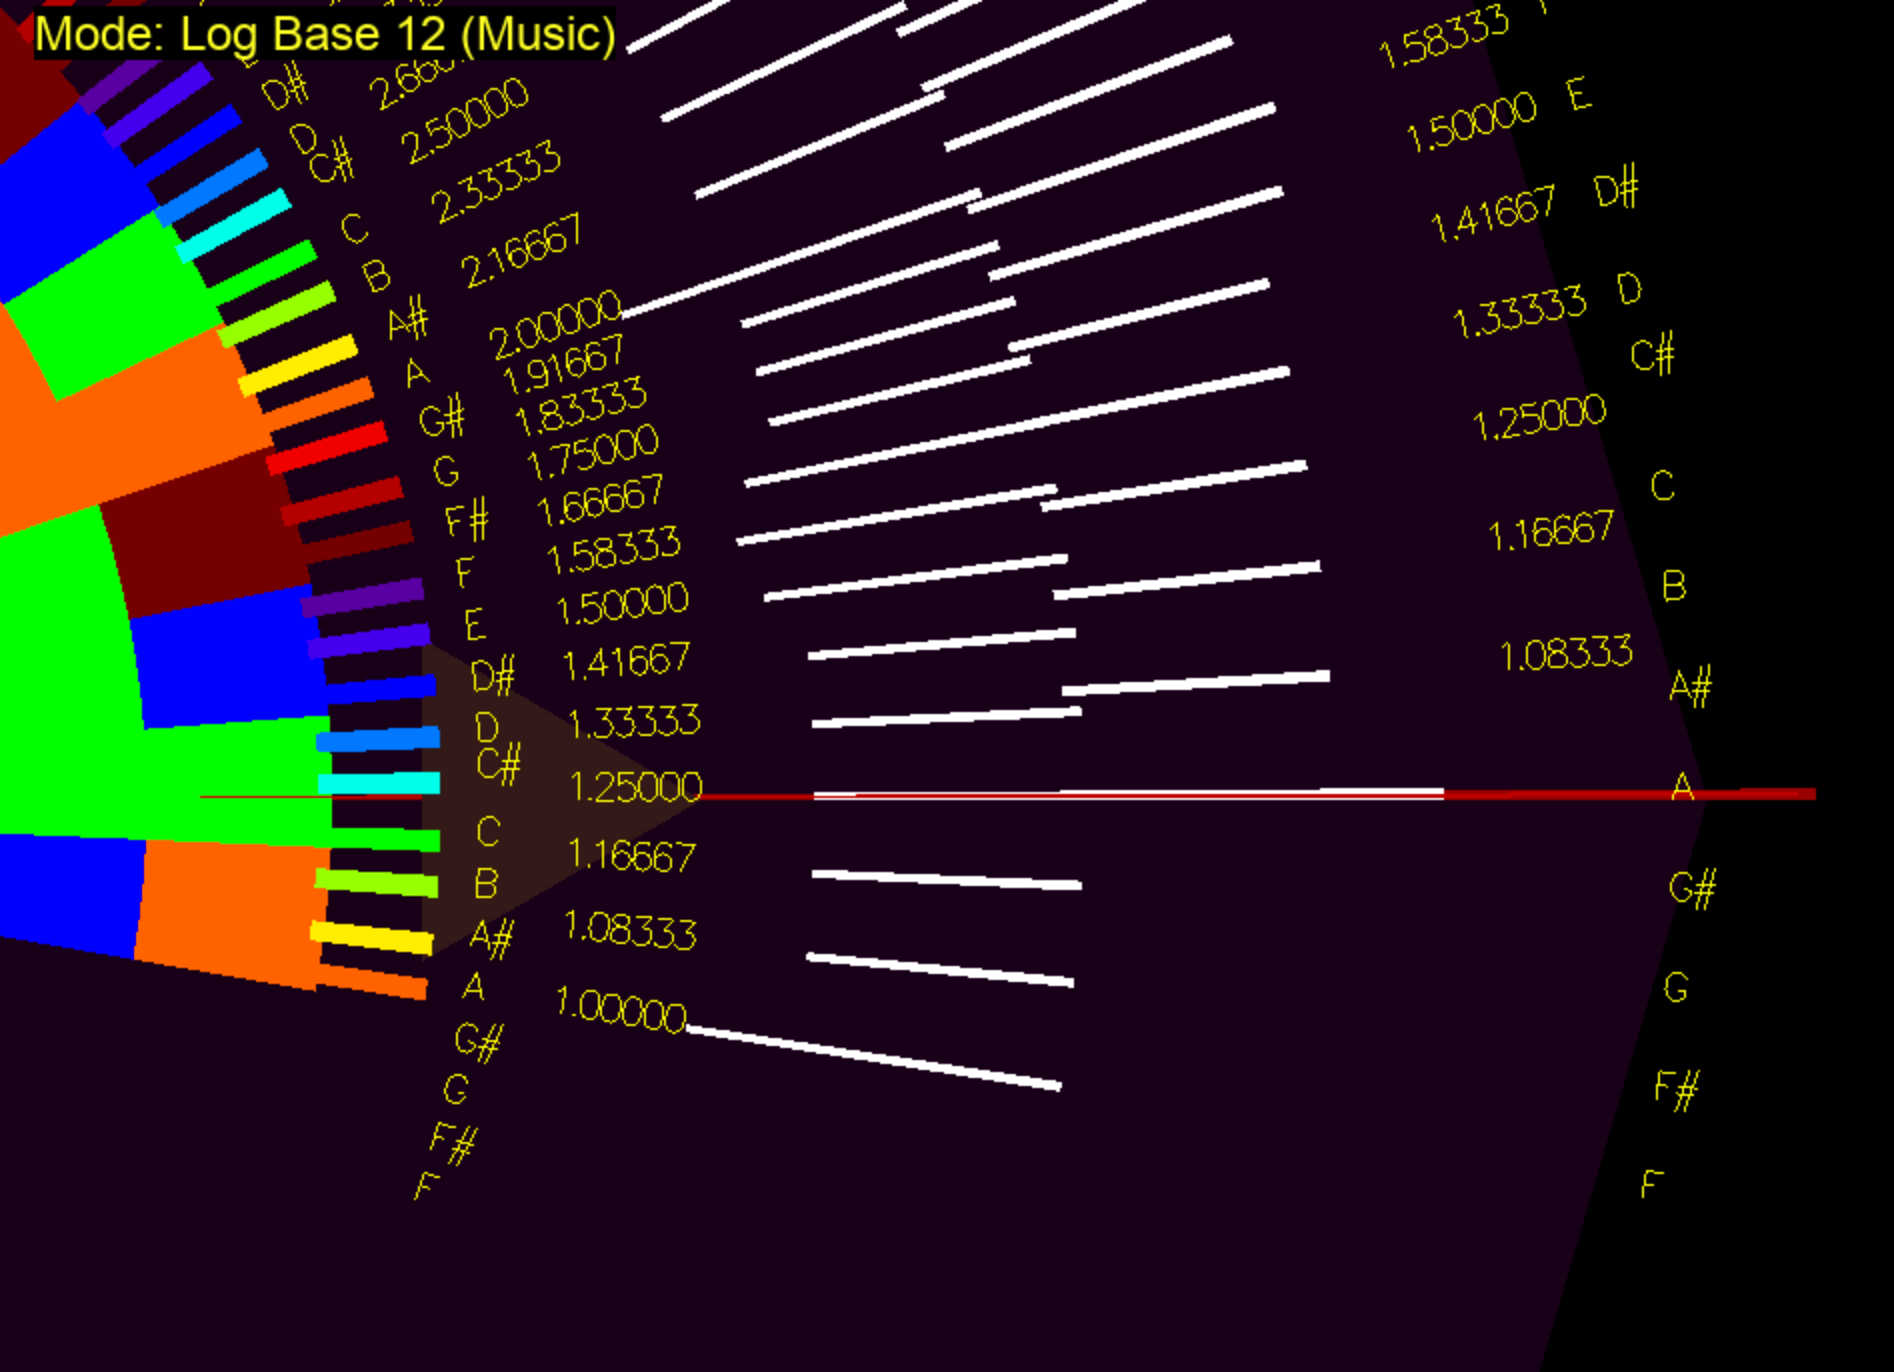 Mode: Log Base 12 (Music)
D#
D
C#
C
B
A#
A
G#
G
F#
F
E
D#
D
C#
C
B
A#
A
G#
G
F#
F
2.50000
2.33333
2.16667
2.00000
1.91667
1.83333
1.75000
1.66667
1.58333
1.50000
1.41667
1.33333
1.25000
1.16667
1.08333
1.00000
1.58333
1.50000 E
1.41667 D#
1.33333 D
C#
1.25000
C
1.16667
B
1.08333
A#
A
G#
G
F#
F